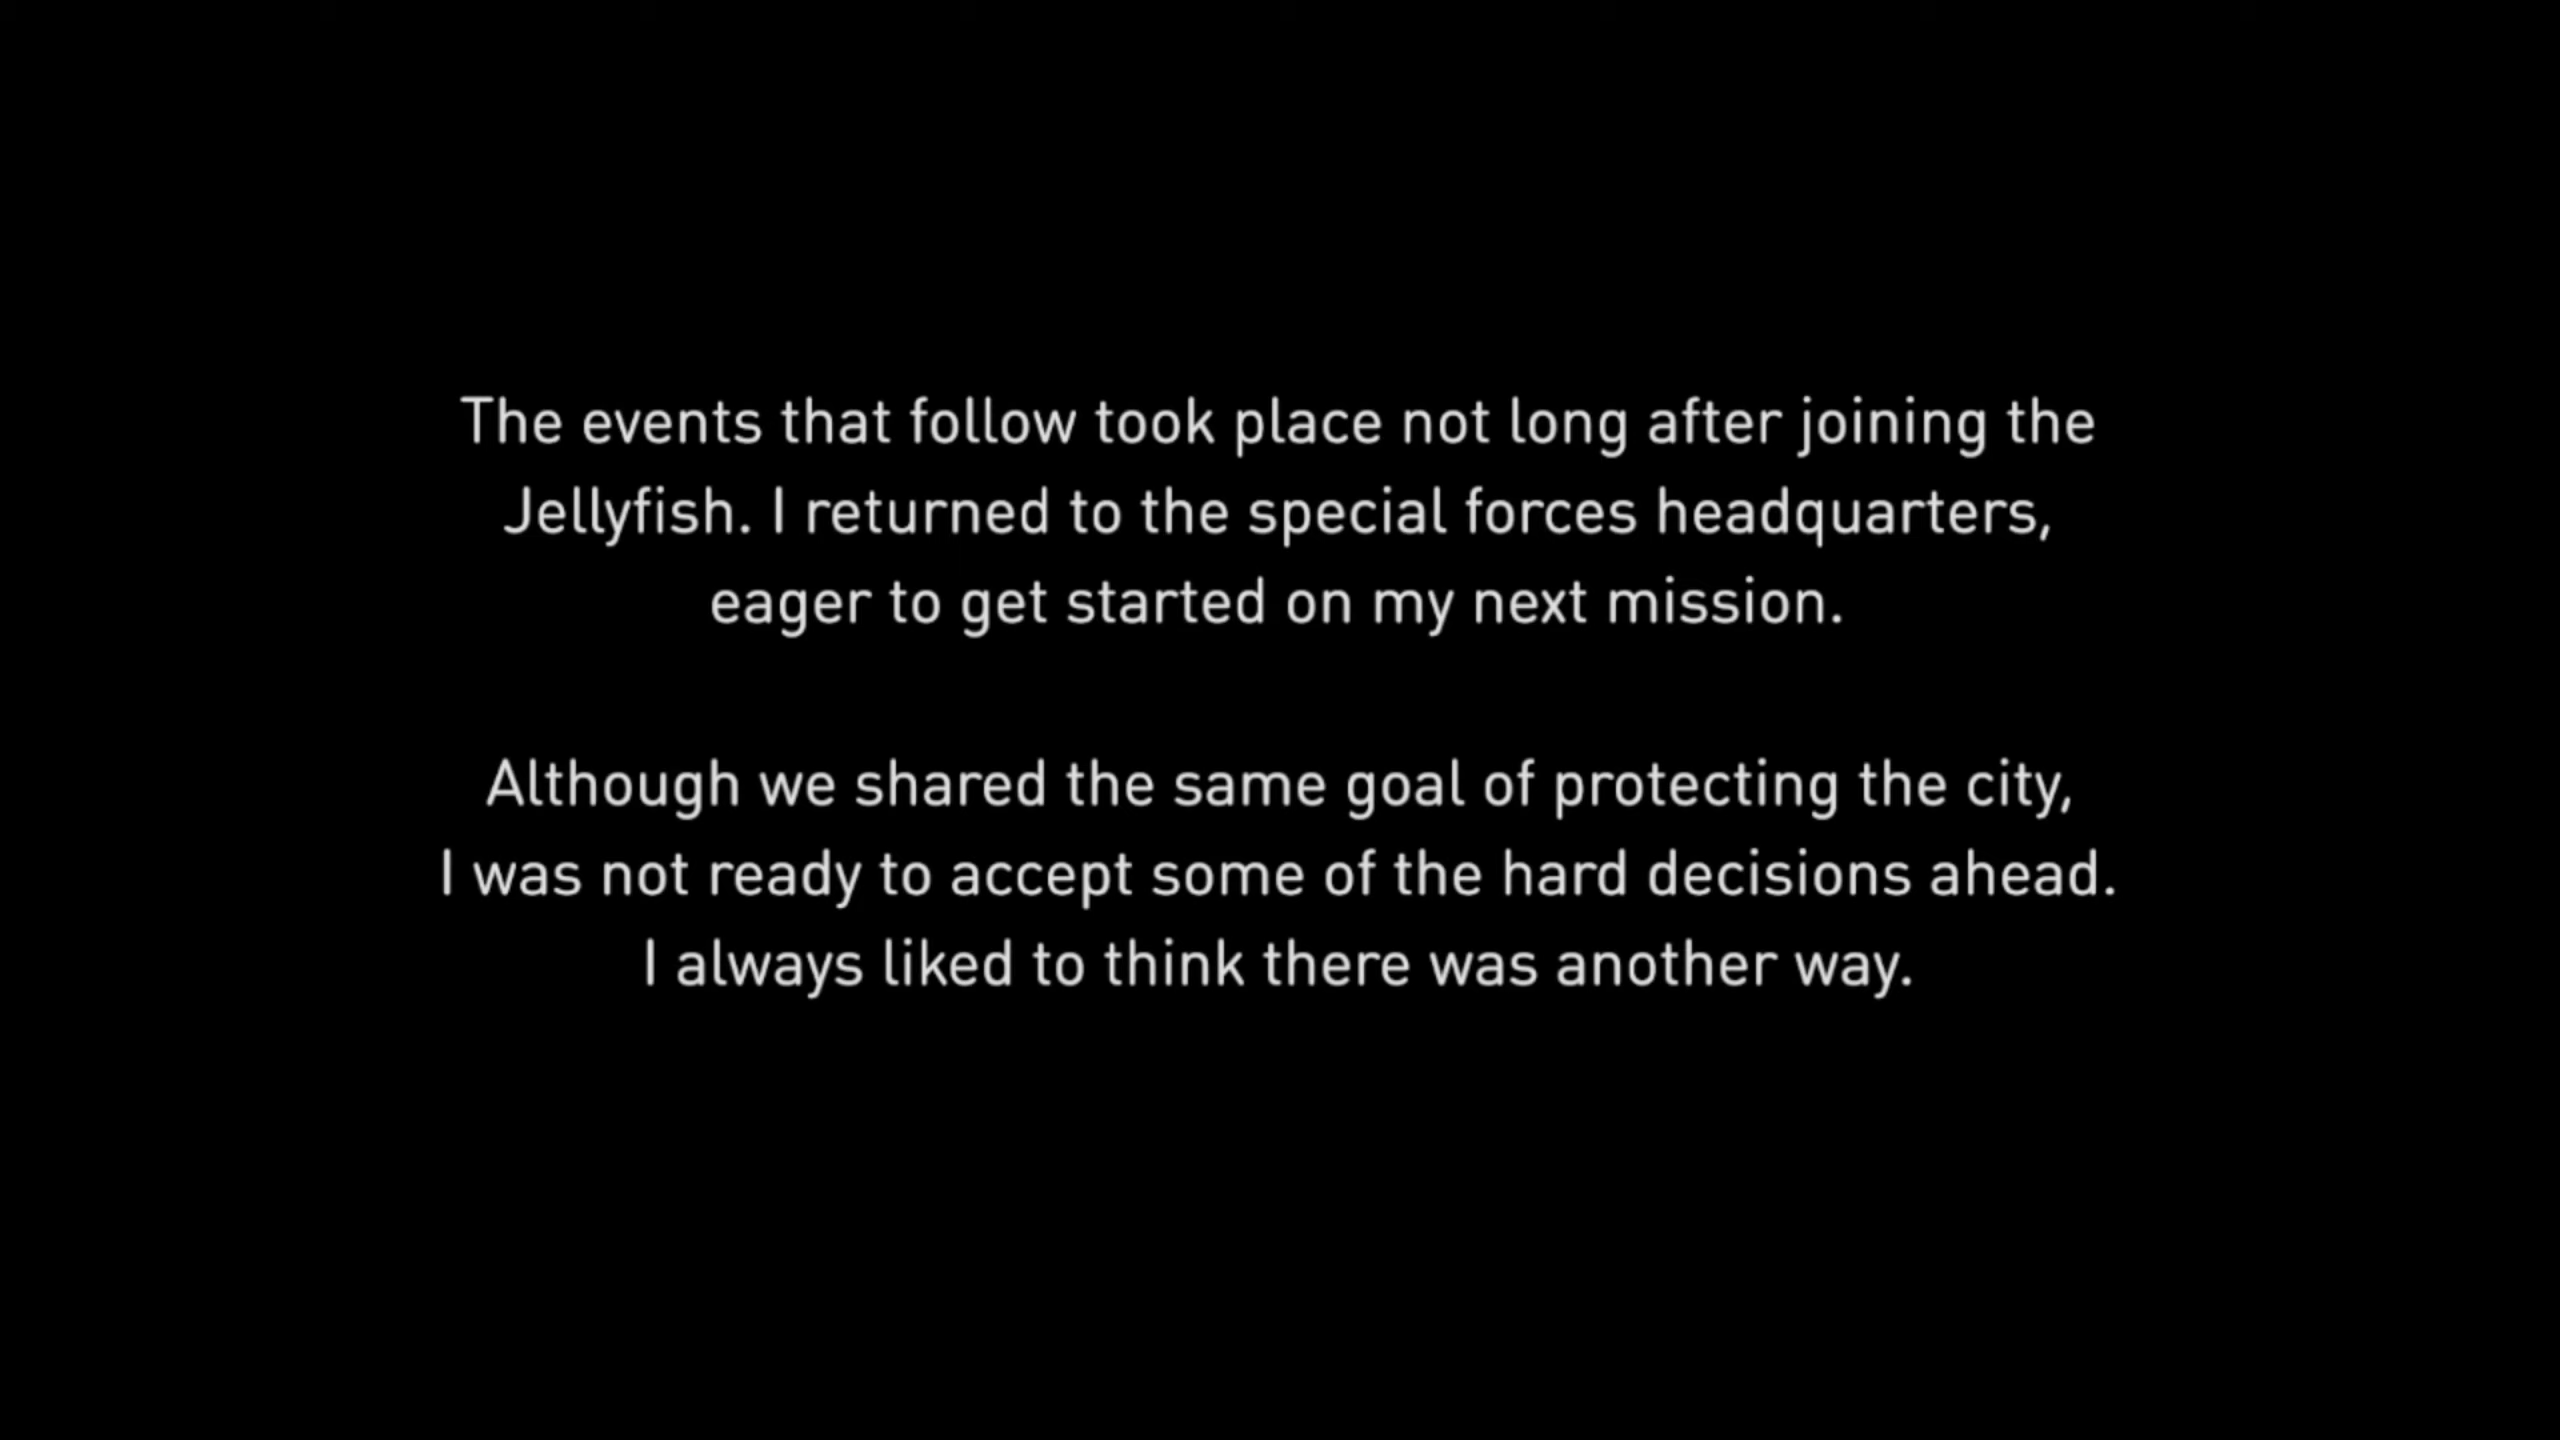 The events that follow took place not long after joining the
Jellyfish. I returned to the special forces headquarters,
eager to get started on my next mission.
Although we shared the same goal of protecting the city,
I was not ready to accept some of the hard decisions ahead.
I always liked to think there was another way.